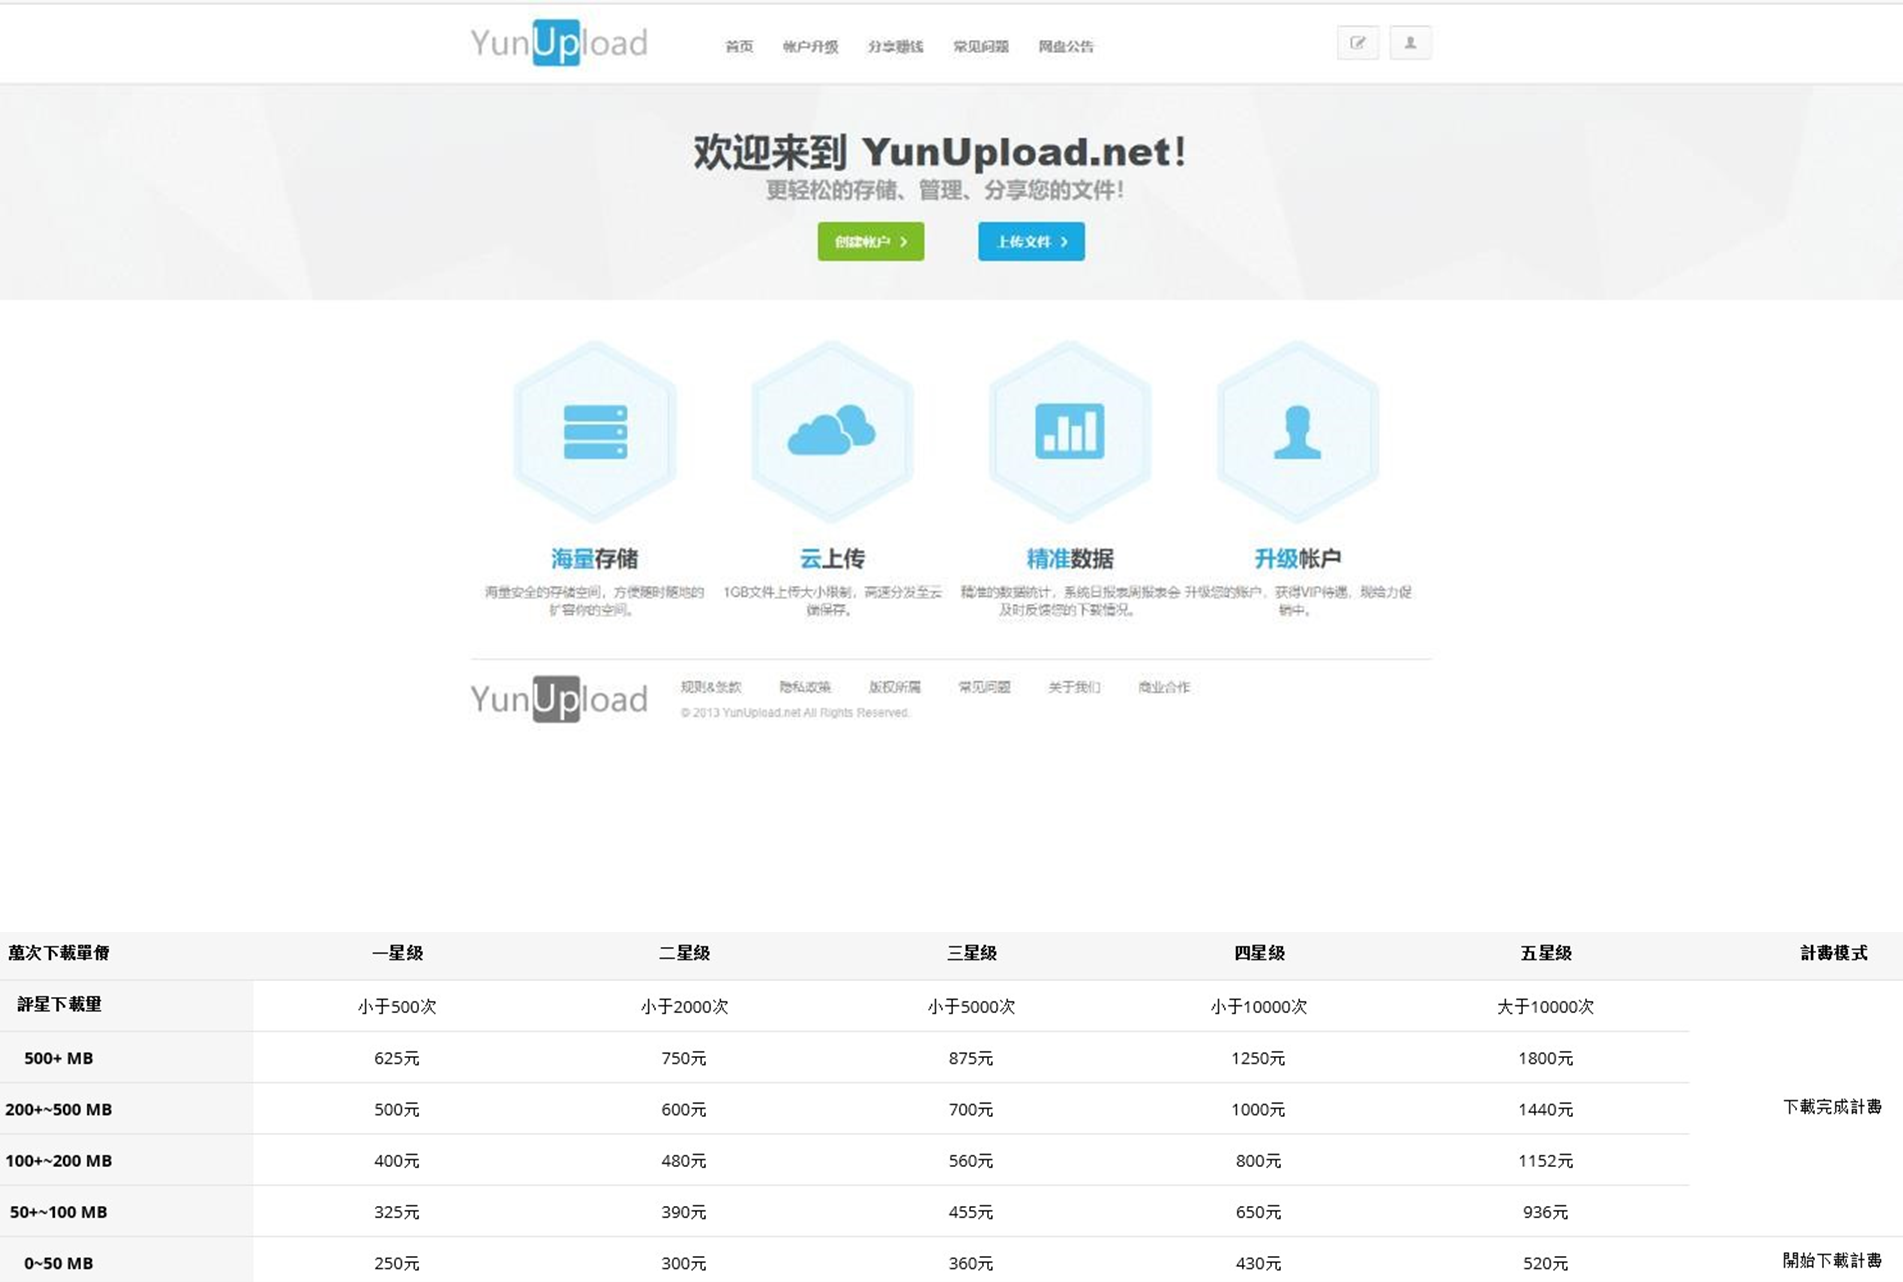 YunUpload 首页 帐户升级 分享赚钱 常见问题 网盘公告
欢迎来到 YunUpload.net!
更轻松的存储、管理、分享您的文件!
创建帐户 上传文件
海量存储 云上传 精准数据 升级帐户
海量安全的存储空间，方便随时随地的 1GB文件上传大小限制，高速分发至云 精准的数据统计，系统日报表周报表会 升级您的账户，获得VIP待遇，现给力促
扩容你的空间。 端保存。 及时反馈您的下载情况。 销中。
YunUpload 规则&条款 隐私政策 版权所属 常见问题 关于我们 商业合作
© 2013 YunUpload.net All Rights Reserved.
萬次下載單價 一星級 二星級 三星級 四星級 五星級 計費模式
評星下載量 小于500次 小于2000次 小于5000次 小于10000次 大于10000次
500+ MB 625元 750元 875元 1250元 1800元
200+~500 MB 500元 600元 700元 1000元 1440元 下載完成計費
100+~200 MB 400元 480元 560元 800元 1152元
50+~100 MB 325元 390元 455元 650元 936元
0~50 MB 250元 300元 360元 430元 520元 開始下載計費